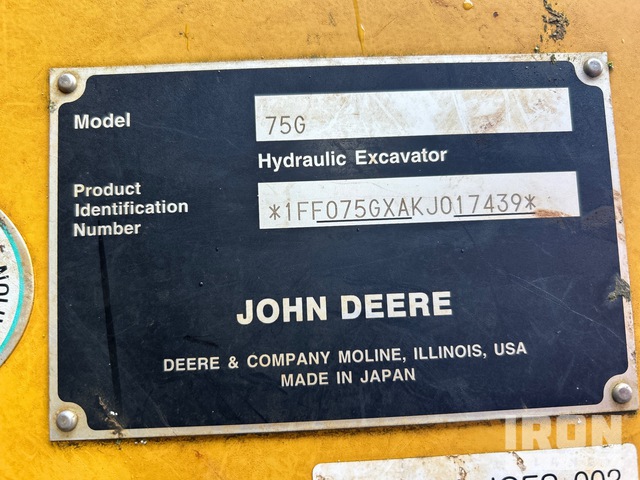 Model
75G
Hydraulic Excavator
Product
Identification
Number
*1FF075GXAKJ017439*
JOHN DEERE
DEERE & COMPANY MOLINE, ILLINOIS, USA
MADE IN JAPAN
IRON